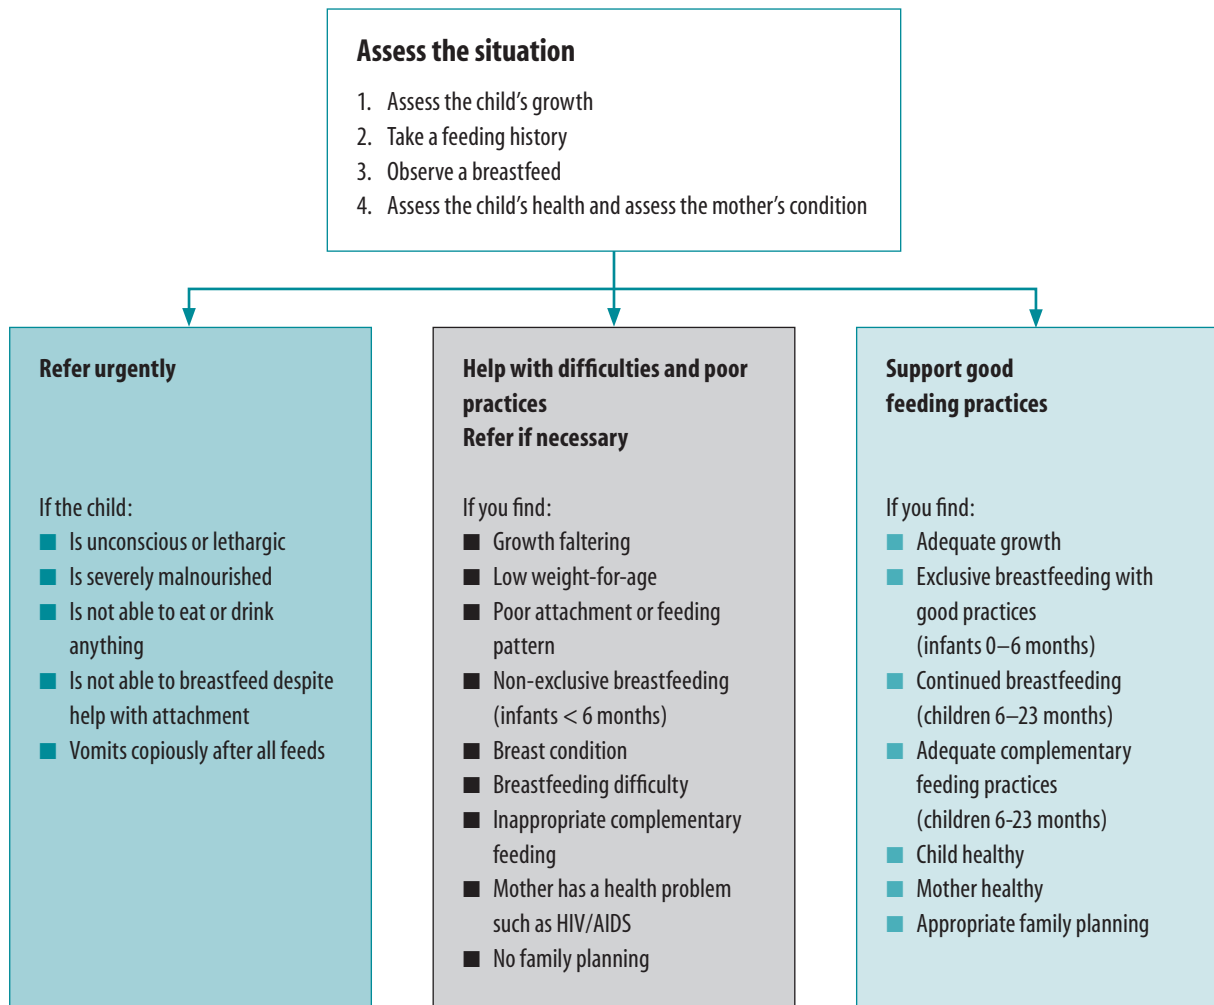 Assess the situation
1. Assess the child’s growth
2. Take a feeding history
3. Observe a breastfeed
4. Assess the child’s health and assess the mother’s condition
Refer urgently
If the child:
■ Is unconscious or lethargic
■ Is severely malnourished
■ Is not able to eat or drink
anything
■ Is not able to breastfeed despite
help with attachment
■ Vomits copiously after all feeds
Help with difficulties and poor
practices
Refer if necessary
If you find:
■ Growth faltering
■ Low weight-for-age
■ Poor attachment or feeding
pattern
■ Non-exclusive breastfeeding
(infants < 6 months)
■ Breast condition
■ Breastfeeding difficulty
■ Inappropriate complementary
feeding
■ Mother has a health problem
such as HIV/AIDS
■ No family planning
Support good
feeding practices
If you find:
■ Adequate growth
■ Exclusive breastfeeding with
good practices
(infants 0–6 months)
■ Continued breastfeeding
(children 6–23 months)
■ Adequate complementary
feeding practices
(children 6-23 months)
■ Child healthy
■ Mother healthy
■ Appropriate family planning